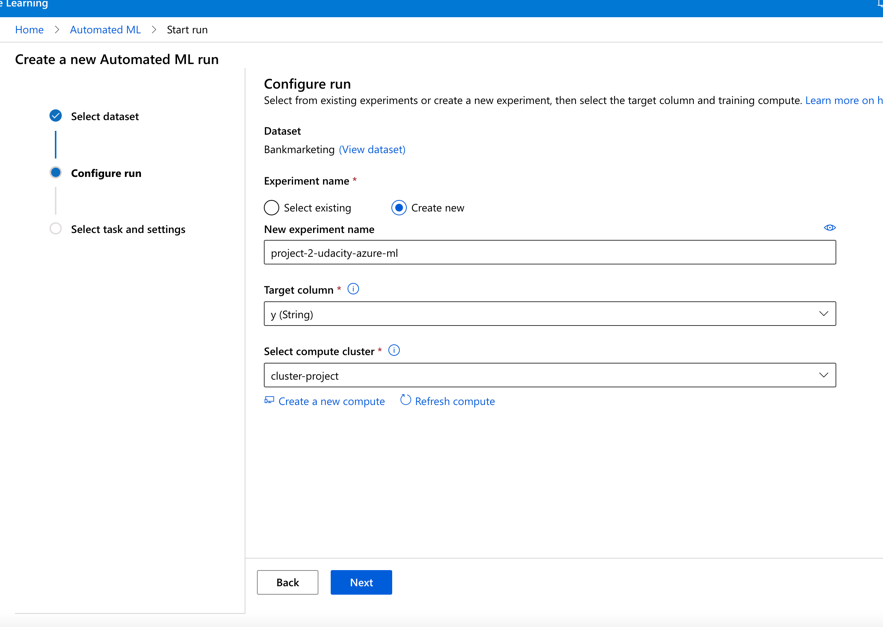 Learning
Home > Automated ML > Start run
Create a new Automated ML run
Select dataset
Configure run
Select task and settings
Configure run
Select from existing experiments or create a new experiment, then select the target column and training compute. Learn more on
Dataset
Bankmarketing (View dataset)
Experiment name *
Select existing
Create new
New experiment name
project-2-udacity-azure-ml
Target column *
y (String)
Select compute cluster *
cluster-project
Create a new compute
Refresh compute
Back
Next